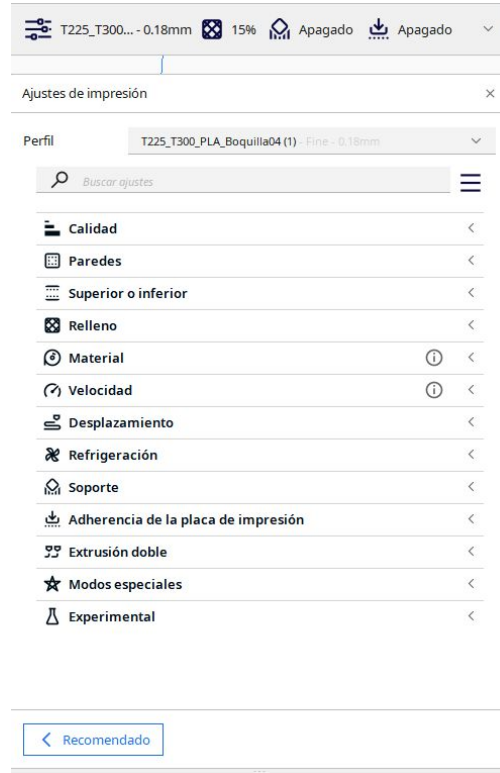 T225_T300... - 0.18mm 15% Apagado Apagado
Ajustes de impresión
Perfil T225_T300_PLA_Boquilla04 (1) - Fine - 0.18mm
Buscar ajustes
Calidad
Paredes
Superior o inferior
Relleno
Material
Velocidad
Desplazamiento
Refrigeración
Soporte
Adherencia de la placa de impresión
Extrusión doble
Modos especiales
Experimental
Recomendado